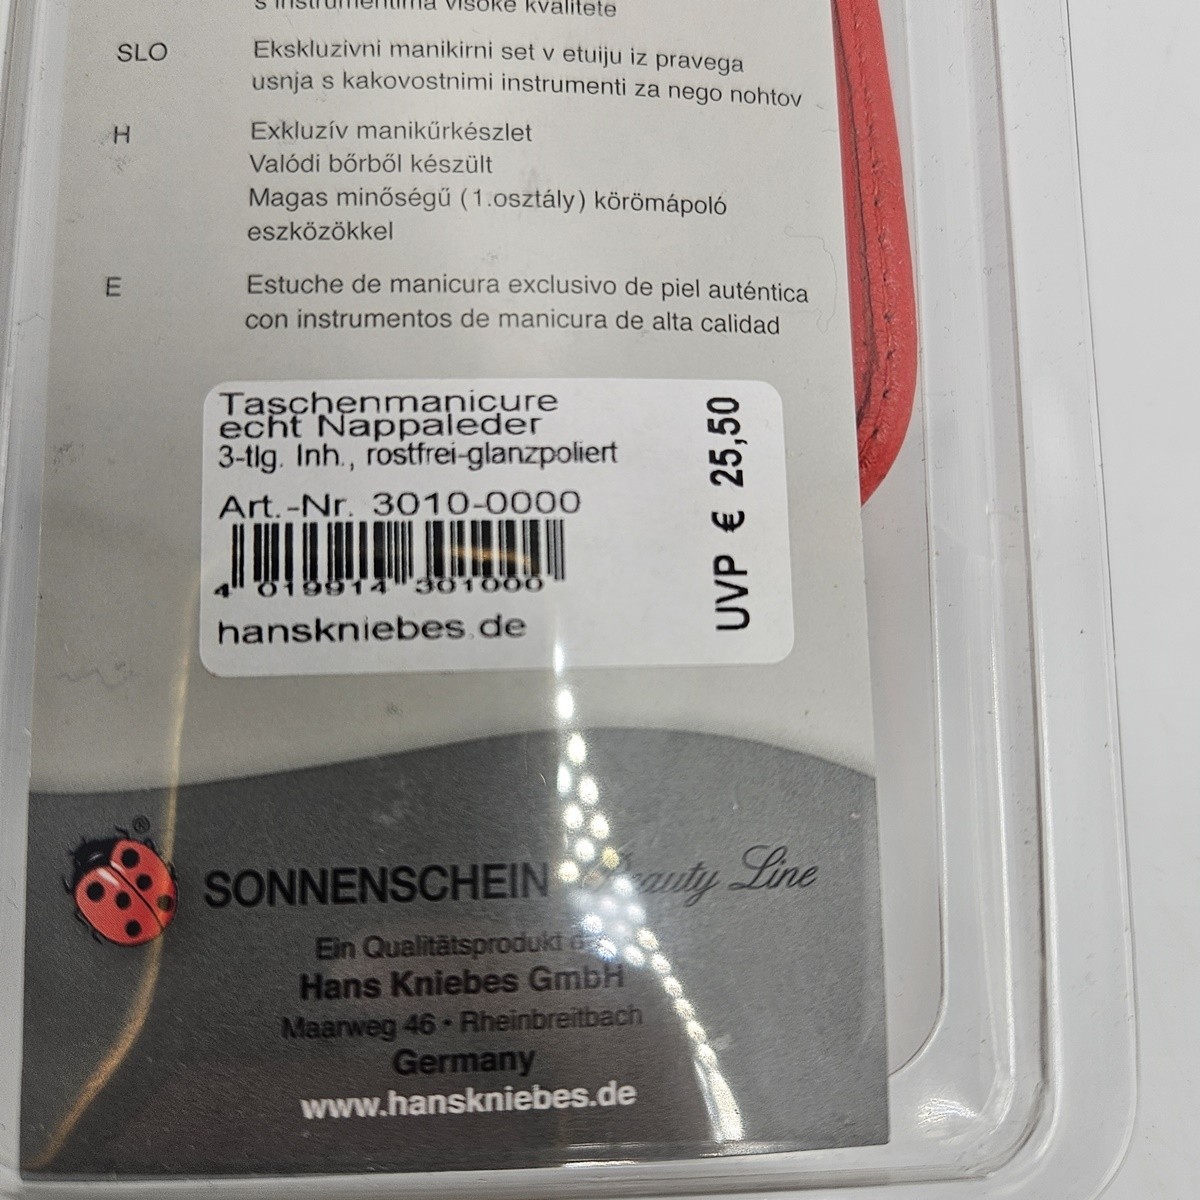 s instrumentima visoke kvalitete
SLO
Ekskluzivni manikirni set v etuiju iz pravega
usnja s kakovostnimi instrumenti za nego nohtov
H
Exkluzív manikűrkészlet
Valódi bőrből készült
Magas minőségű (1.osztály) körömápoló
eszközökkel
E
Estuche de manicura exclusivo de piel auténtica
con instrumentos de manicura de alta calidad
Taschenmanicure
echt Nappaleder
3-tlg. Inh., rostfrei-glanzpoliert
Art.-Nr. 3010-0000
4 019914 301000
hanskniebes.de
UVP € 25,50
®
SONNENSCHEIN Beauty Line
Ein Qualitätsprodukt
Hans Kniebes GmbH
Maarweg 46 • Rheinbreitbach
Germany
www.hanskniebes.de